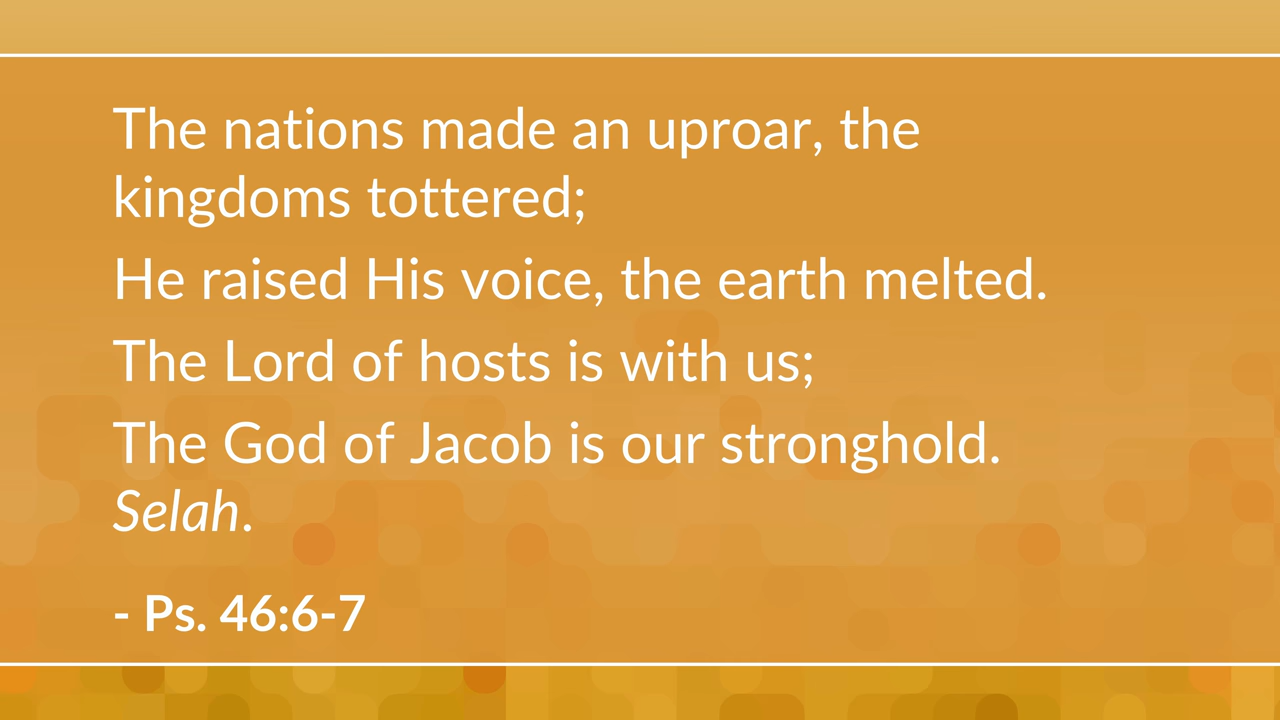 The nations made an uproar, the
kingdoms tottered;
He raised His voice, the earth melted.
The Lord of hosts is with us;
The God of Jacob is our stronghold.
Selah.
- Ps. 46:6-7